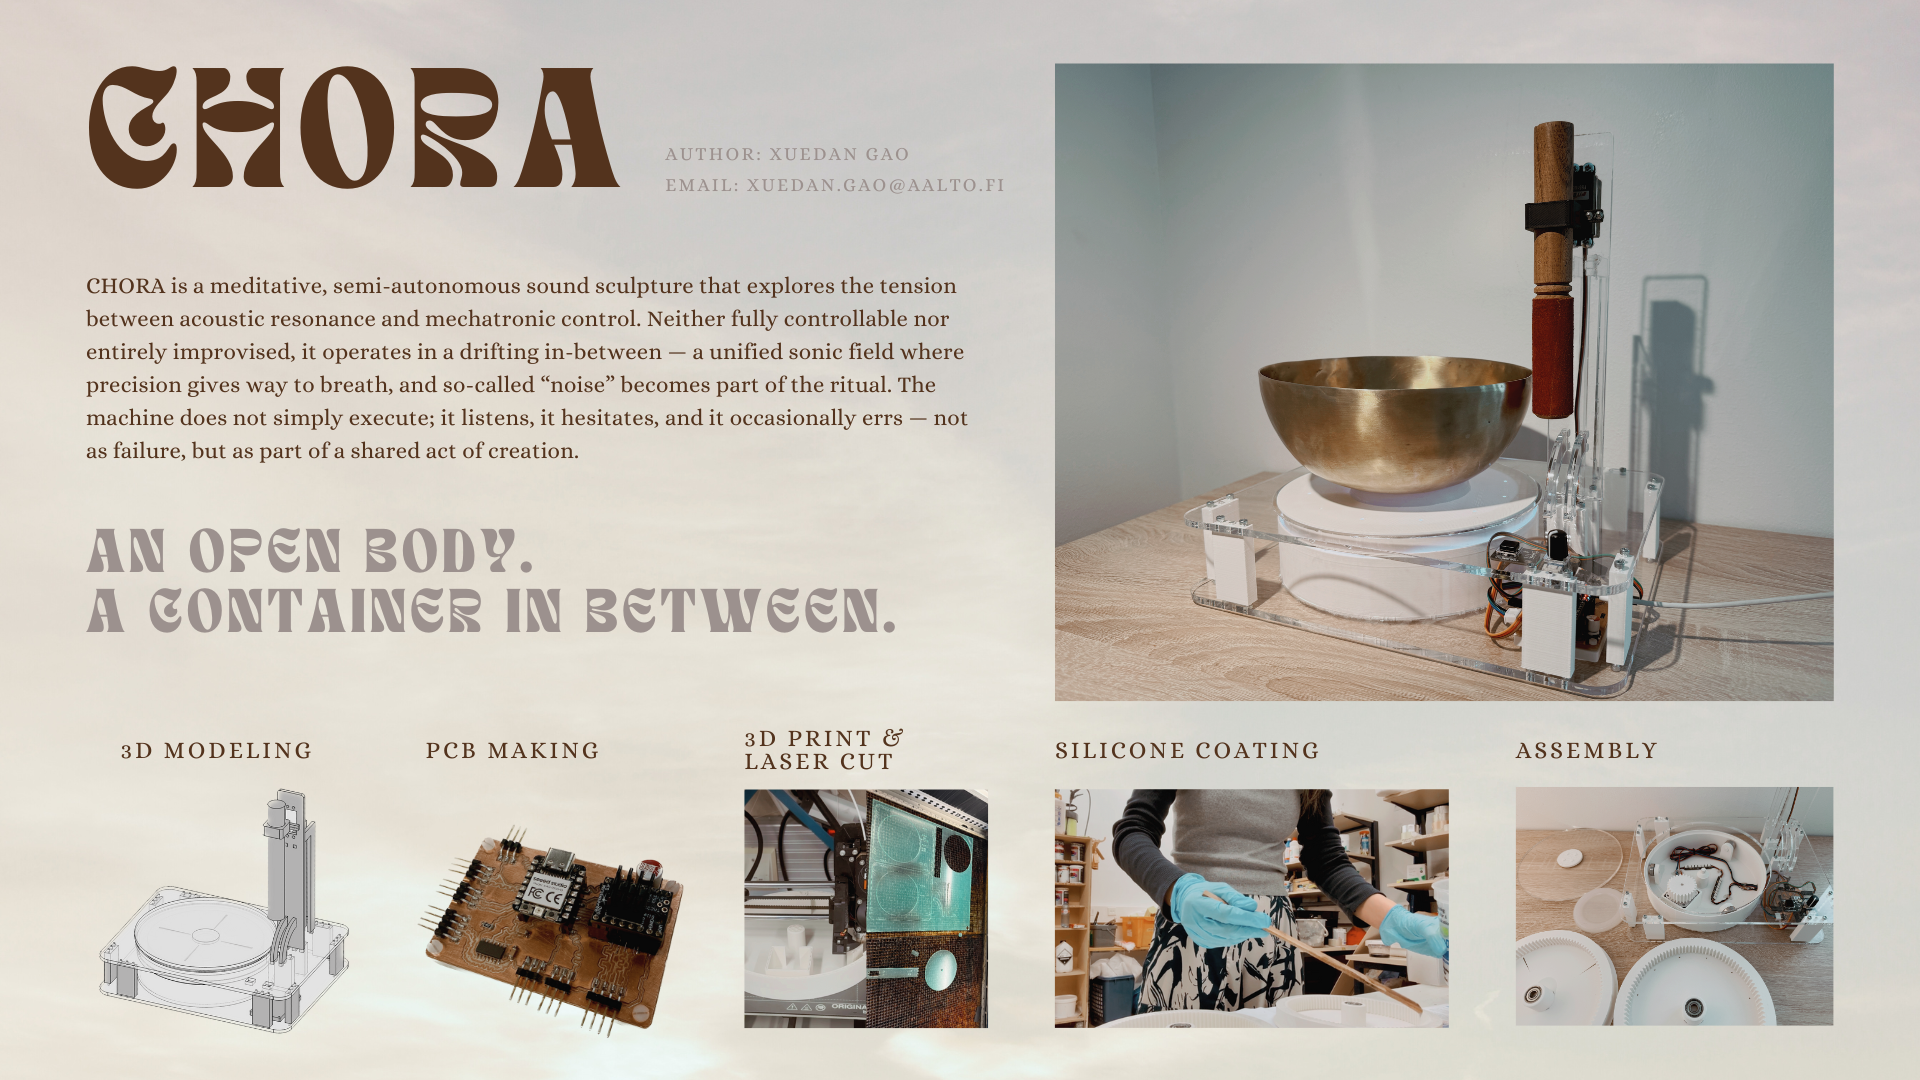 CHORA
AUTHOR: XUEDAN GAO
EMAIL: XUEDAN.GAO@AALTO.FI
CHORA is a meditative, semi-autonomous sound sculpture that explores the tension
between acoustic resonance and mechatronic control. Neither fully controllable nor
entirely improvised, it operates in a drifting in-between — a unified sonic field where
precision gives way to breath, and so-called “noise” becomes part of the ritual. The
machine does not simply execute; it listens, it hesitates, and it occasionally errs — not
as failure, but as part of a shared act of creation.
AN OPEN BODY.
A CONTAINER IN BETWEEN.
3D MODELING
PCB MAKING
3D PRINT &
LASER CUT
SILICONE COATING
ASSEMBLY
seeed studio
FC CE
ORIGINA